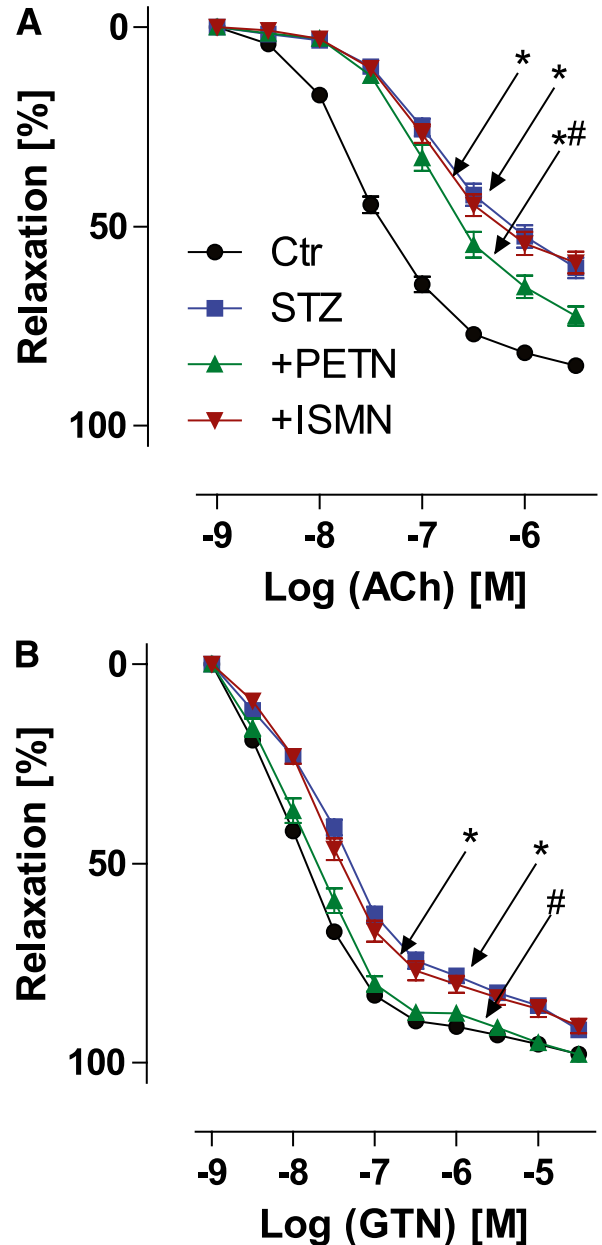 A
0
50
100
Relaxation [%]
*
*
*#
Ctr
STZ
+PETN
+ISMN
-9 -8 -7 -6
Log (ACh) [M]
B
0
50
100
Relaxation [%]
*
*
#
-9 -8 -7 -6 -5
Log (GTN) [M]